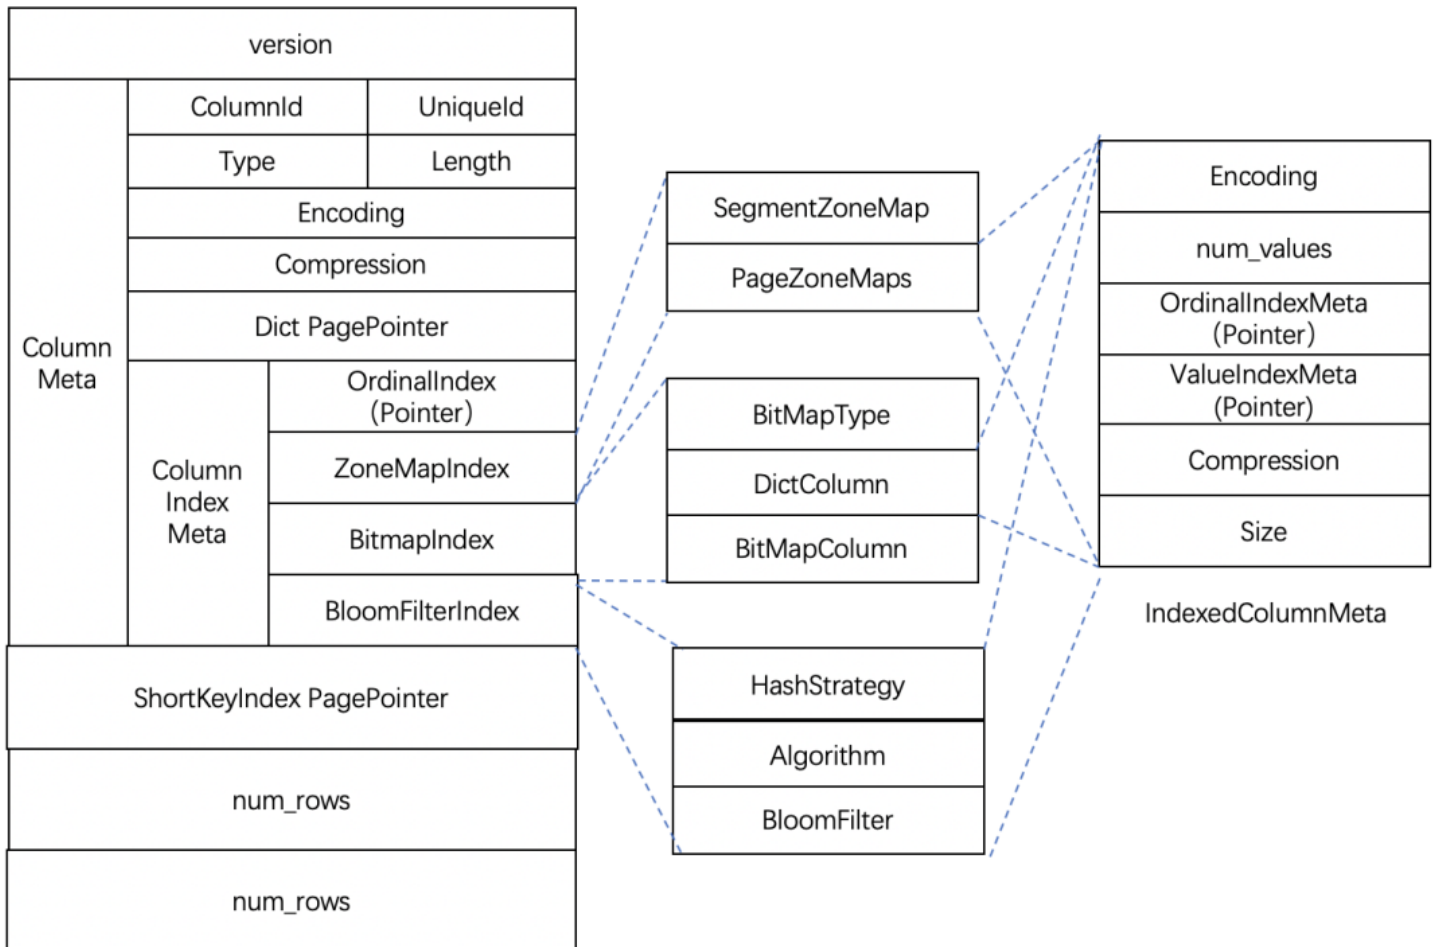 version
ColumnId
UniqueId
Type
Length
Encoding
Compression
Dict PagePointer
Column
Meta
Column
Index
Meta
OrdinalIndex
(Pointer)
ZoneMapIndex
BitmapIndex
BloomFilterIndex
ShortKeyIndex PagePointer
num_rows
num_rows
SegmentZoneMap
PageZoneMaps
BitMapType
DictColumn
BitMapColumn
HashStrategy
Algorithm
BloomFilter
Encoding
num_values
OrdinalIndexMeta
(Pointer)
ValueIndexMeta
(Pointer)
Compression
Size
IndexedColumnMeta